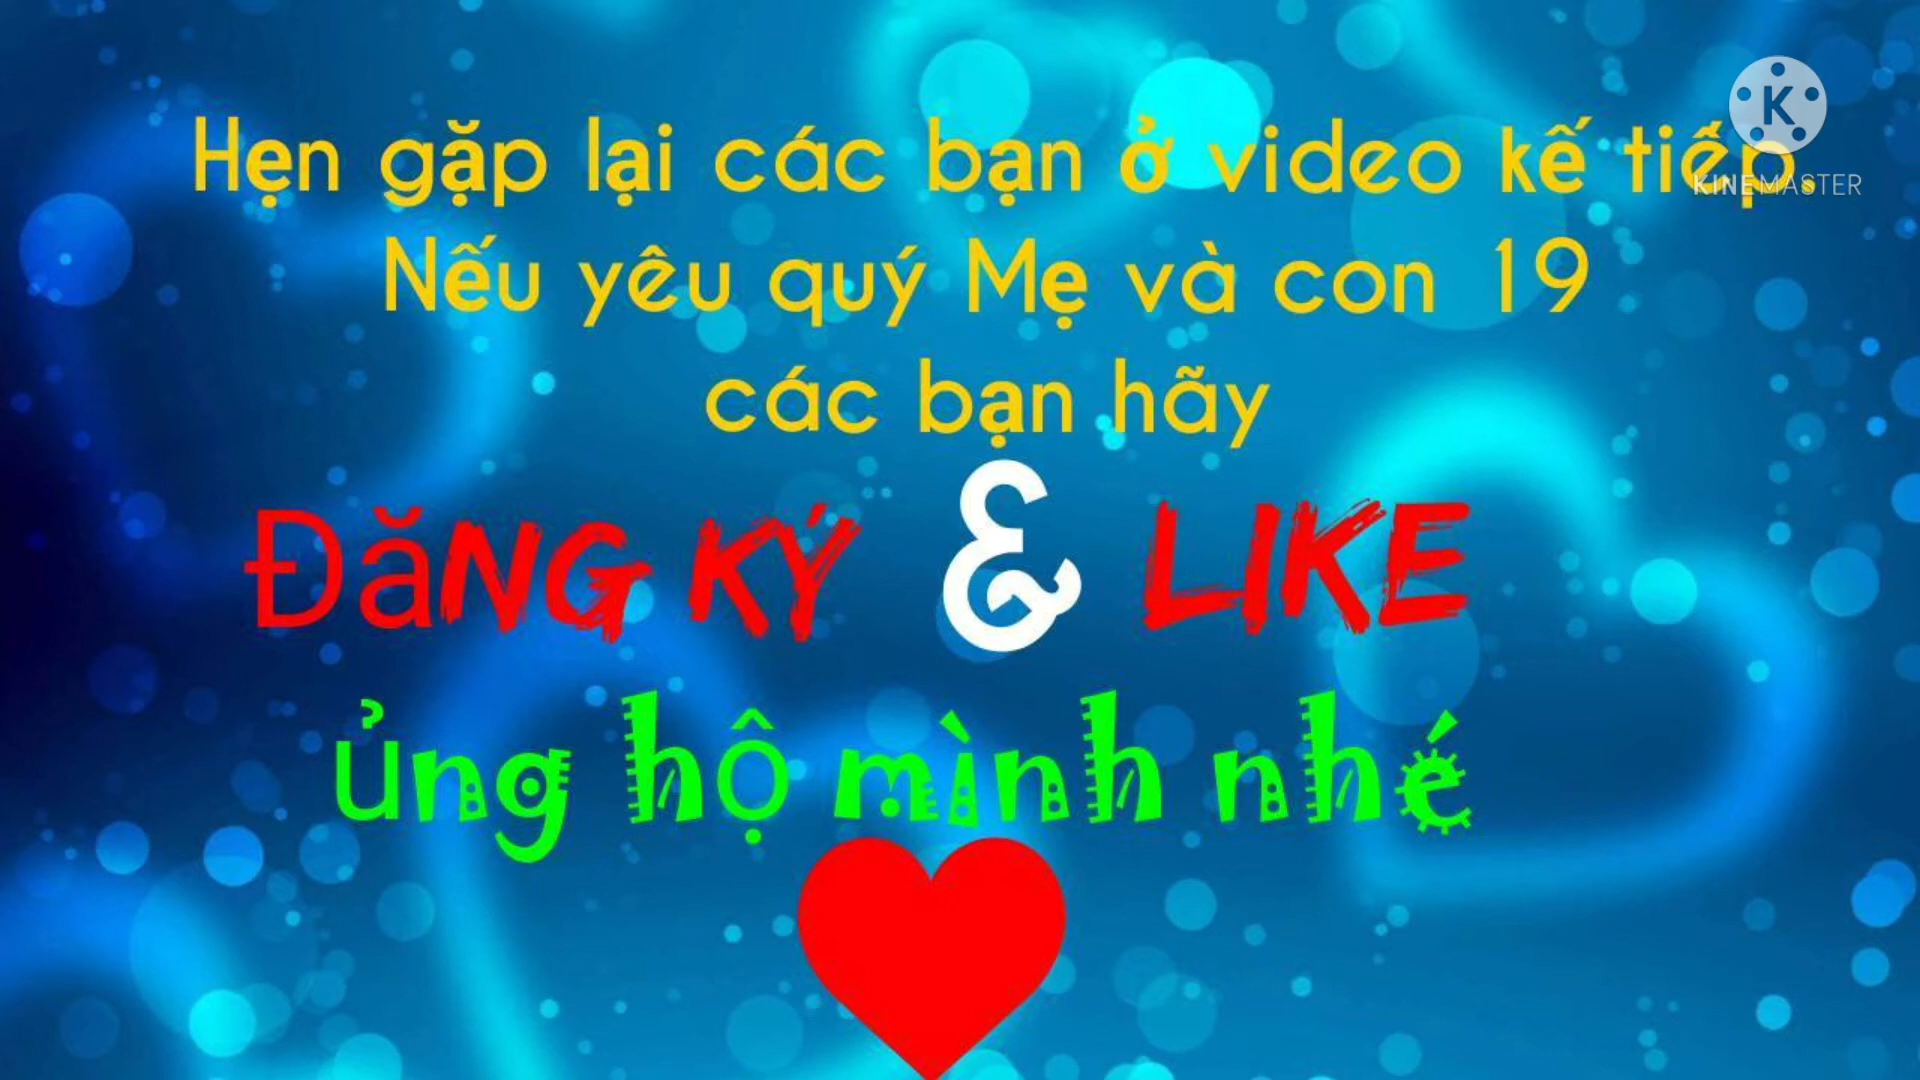 Hẹn gặp lại các bạn ở video kế tiếp.
Nếu yêu quý Mẹ và con 19
các bạn hãy
ĐăNG KÝ & LIKE
ủng hộ mình nhé
K
KINEMASTER